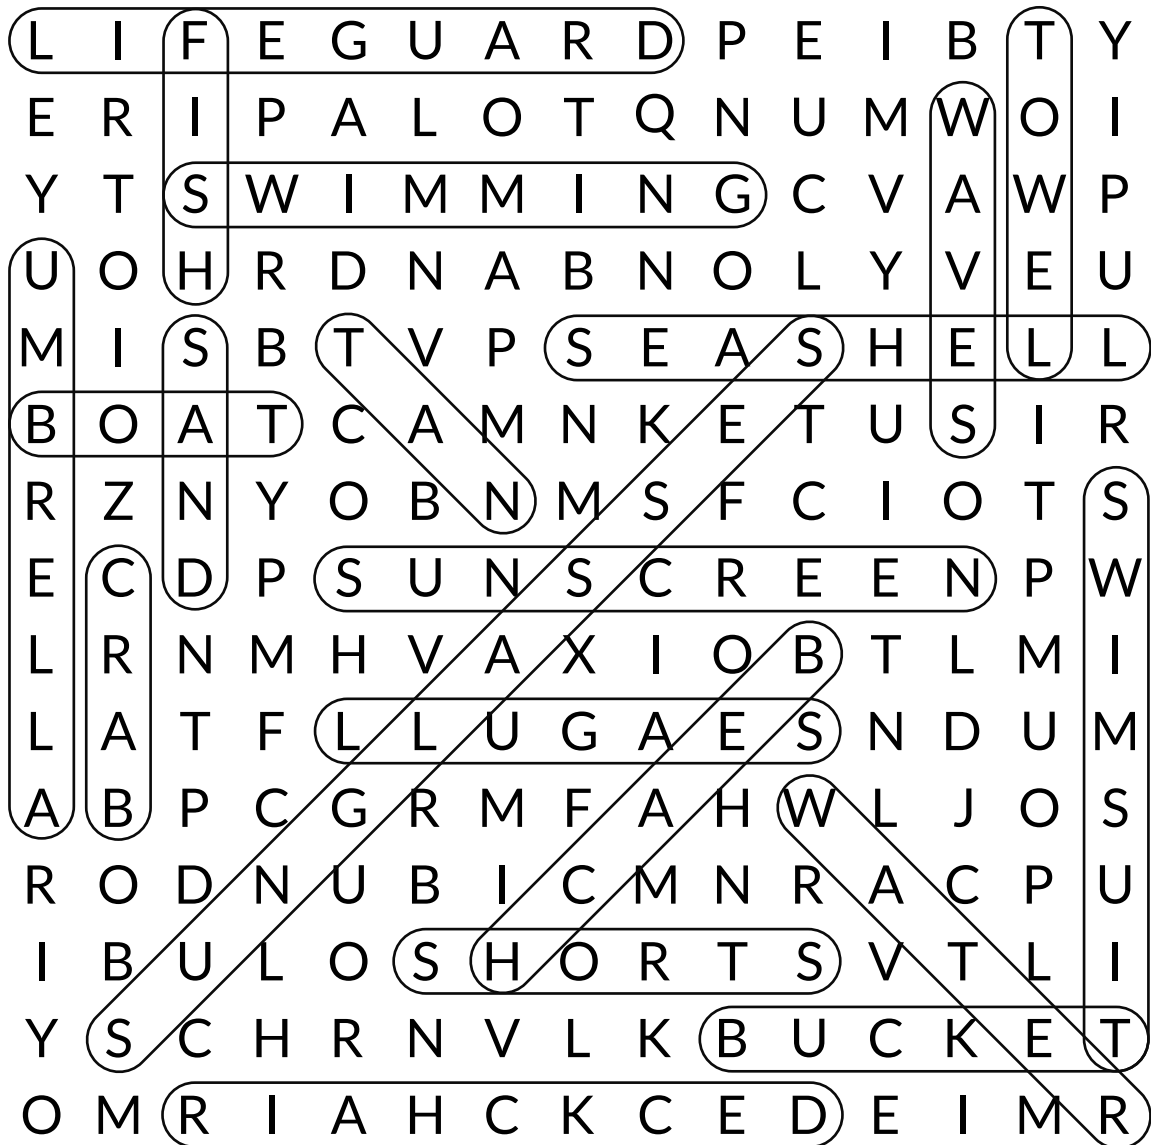 L I F E G U A R D P E I B T Y
E R I P A L O T Q N U M W O I
Y T S W I M M I N G C V A W P
U O H R D N A B N O L Y V E U
M I S B T V P S E A S H E L L
B O A T C A M N K E T U S I R
R Z N Y O B N M S F C I O T S
E C D P S U N S C R E E N P W
L R N M H V A X I O B T L M I
L A T F L L U G A E S N D U M
A B P C G R M F A H W L J O S
R O D N U B I C M N R A C P U
I B U L O S H O R T S V T L I
Y S C H R N V L K B U C K E T
O M R I A H C K C E D E I M R